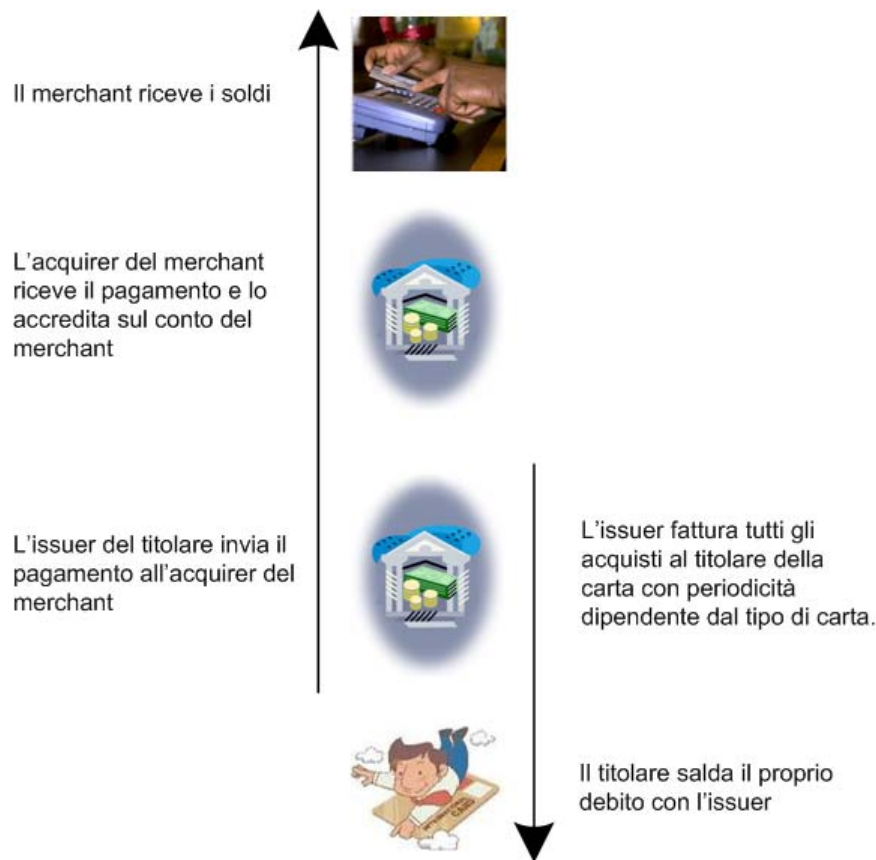 Il merchant riceve i soldi
L'acquirer del merchant
riceve il pagamento e lo
accredita sul conto del
merchant
L'issuer del titolare invia il
pagamento all'acquirer del
merchant
L'issuer fattura tutti gli
acquisti al titolare della
carta con periodicità
dipendente dal tipo di carta.
Il titolare salda il proprio
debito con l'issuer